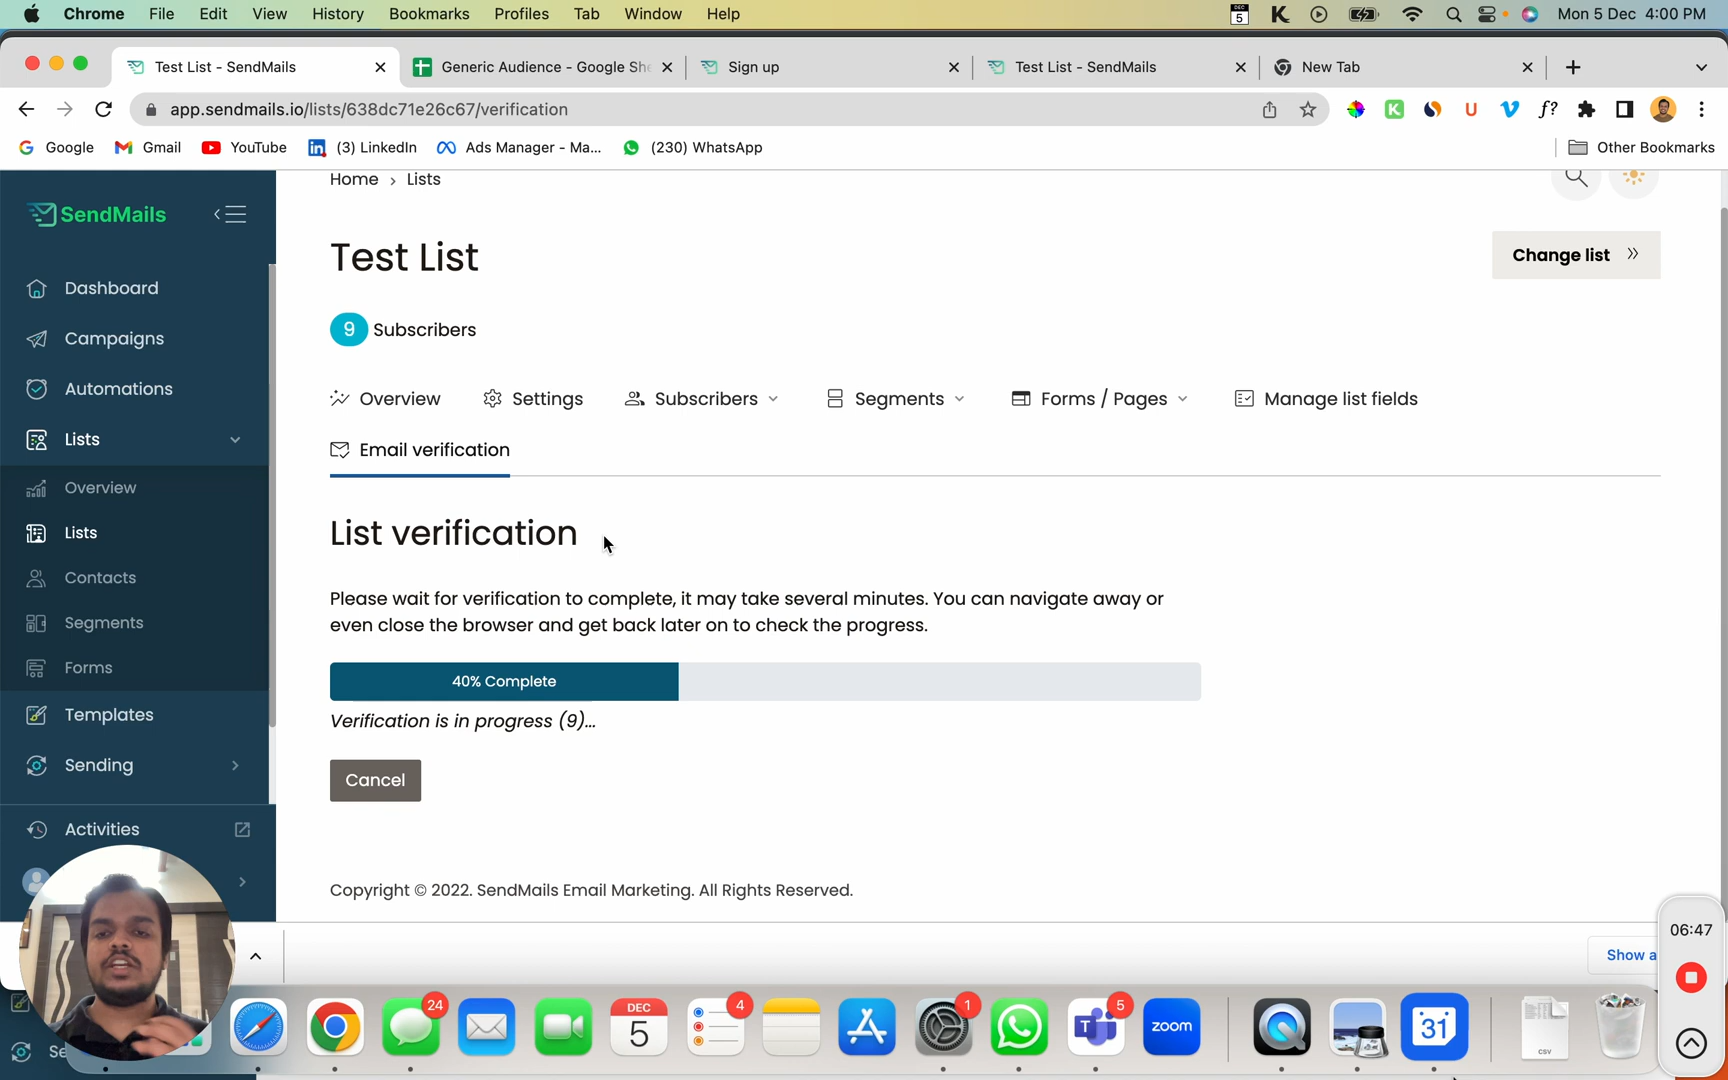 Chrome File Edit View History Bookmarks Profiles Tab Window Help
DEC 5
Mon 5 Dec 4:00 PM
Test List - SendMails
Generic Audience - Google She
Sign up
Test List - SendMails
New Tab
app.sendmails.io/lists/638dc71e26c67/verification
Google
Gmail
YouTube
(3) LinkedIn
Ads Manager - Ma...
(230) WhatsApp
Other Bookmarks
SendMails
Dashboard
Campaigns
Automations
Lists
Overview
Lists
Contacts
Segments
Forms
Templates
Sending
Activities
Home › Lists
Test List
Change list
9 Subscribers
Overview
Settings
Subscribers
Segments
Forms / Pages
Manage list fields
Email verification
List verification
Please wait for verification to complete, it may take several minutes. You can navigate away or
even close the browser and get back later on to check the progress.
40% Complete
Verification is in progress (9)...
Cancel
Copyright © 2022. SendMails Email Marketing. All Rights Reserved.
Show a
06:47
Se
24
DEC
5
4
1
5
zoom
31
CSV